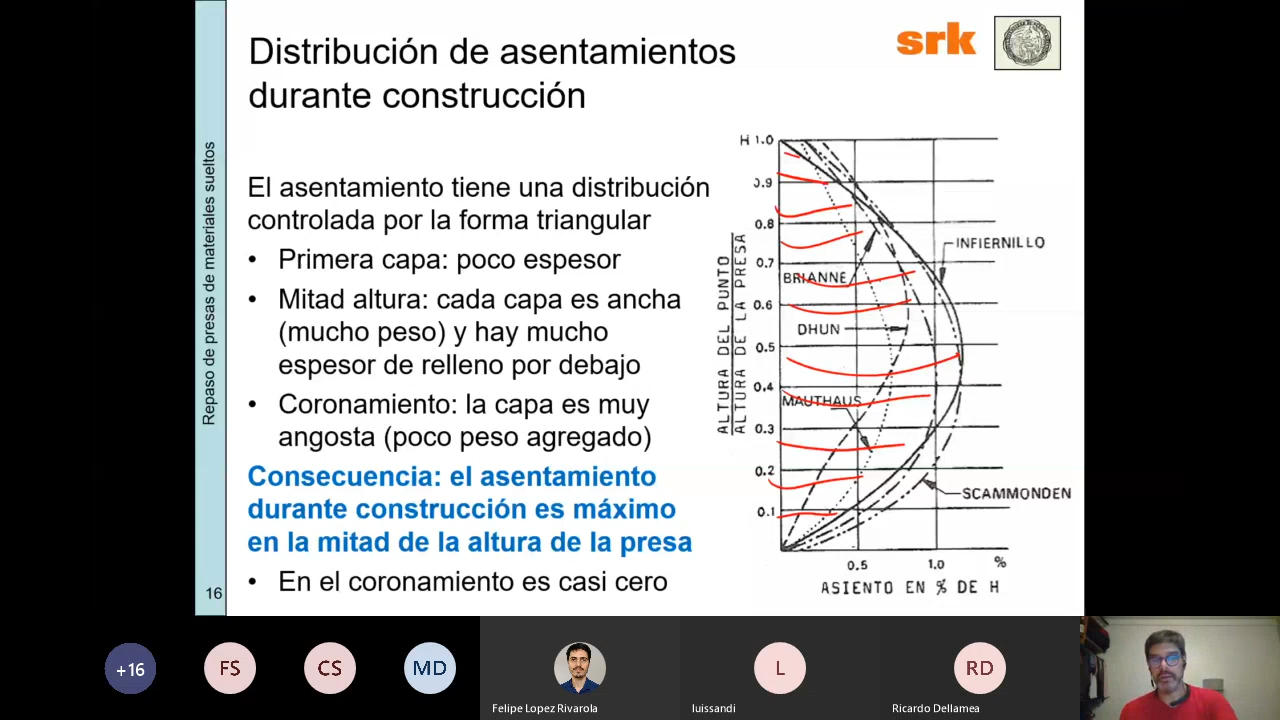 Distribución de asentamientos
durante construcción
srk
Repaso de presas de materiales sueltos
El asentamiento tiene una distribución
controlada por la forma triangular
• Primera capa: poco espesor
• Mitad altura: cada capa es ancha
(mucho peso) y hay mucho
espesor de relleno por debajo
• Coronamiento: la capa es muy
angosta (poco peso agregado)
Consecuencia: el asentamiento
durante construcción es máximo
en la mitad de la altura de la presa
• En el coronamiento es casi cero
16
H 1.0
0.9
0.8
0.7
0.6
0.5
0.4
0.3
0.2
0.1
ALTURA DEL PUNTO
ALTURA DE LA PRESA
INFIERNILLO
BRIANNE
DHUN
MAUTHAUS
SCAMMONDEN
0.5 1.0 %
ASIENTO EN % DE H
+16
FS
CS
MD
Felipe Lopez Rivarola
L
luissandi
RD
Ricardo Dellamea